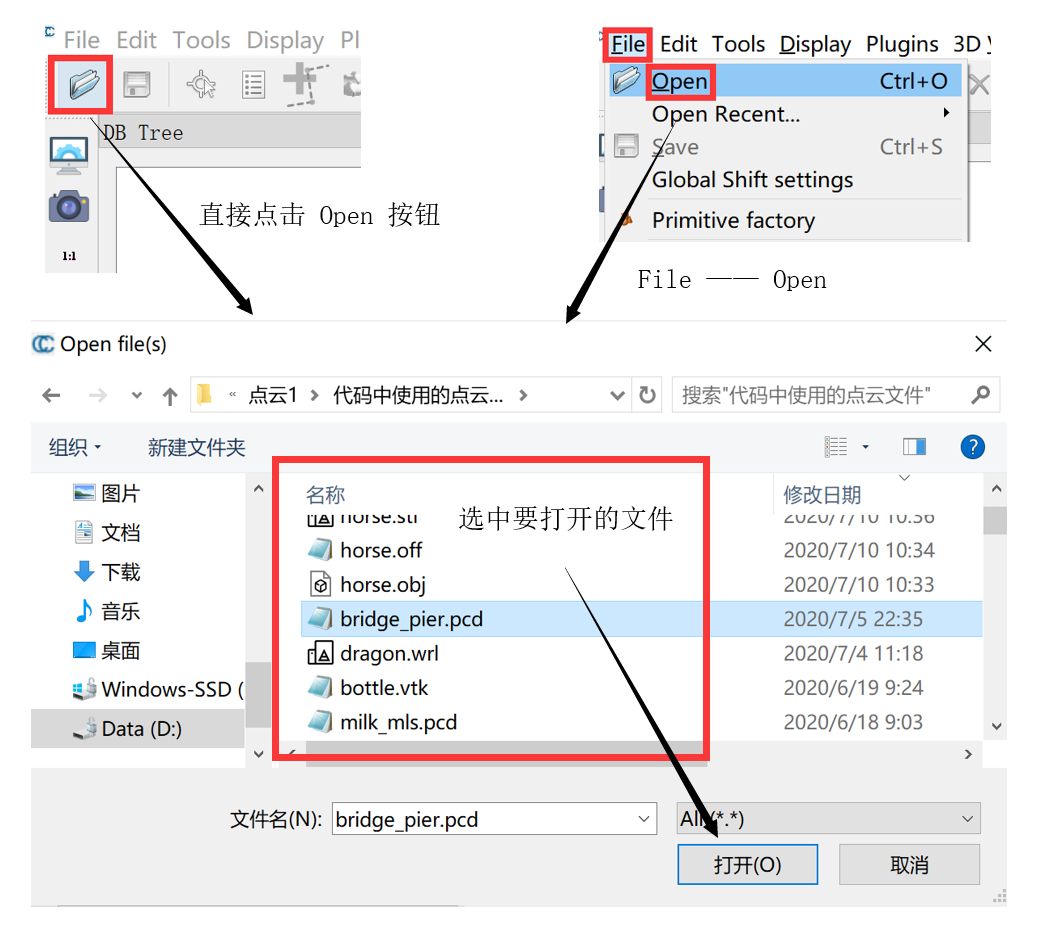 File Edit Tools Display Pl
DB Tree
1:1
直接点击 Open 按钮
File Edit Tools Display Plugins 3D
Open Ctrl+O
Open Recent...
Save Ctrl+S
Global Shift settings
Primitive factory
File —— Open
Open file(s)
« 点云1 > 代码中使用的点云... >
搜索"代码中使用的点云文件"
组织 新建文件夹
?
图片
文档
下载
音乐
桌面
Windows-SSD (
Data (D:)
名称 修改日期
选中要打开的文件
horse.stl 2020/7/10 10:36
horse.off 2020/7/10 10:34
horse.obj 2020/7/10 10:33
bridge_pier.pcd 2020/7/5 22:35
dragon.wrl 2020/7/4 11:18
bottle.vtk 2020/6/19 9:24
milk_mls.pcd 2020/6/18 9:03
文件名(N): bridge_pier.pcd
All (*.*)
打开(O) 取消